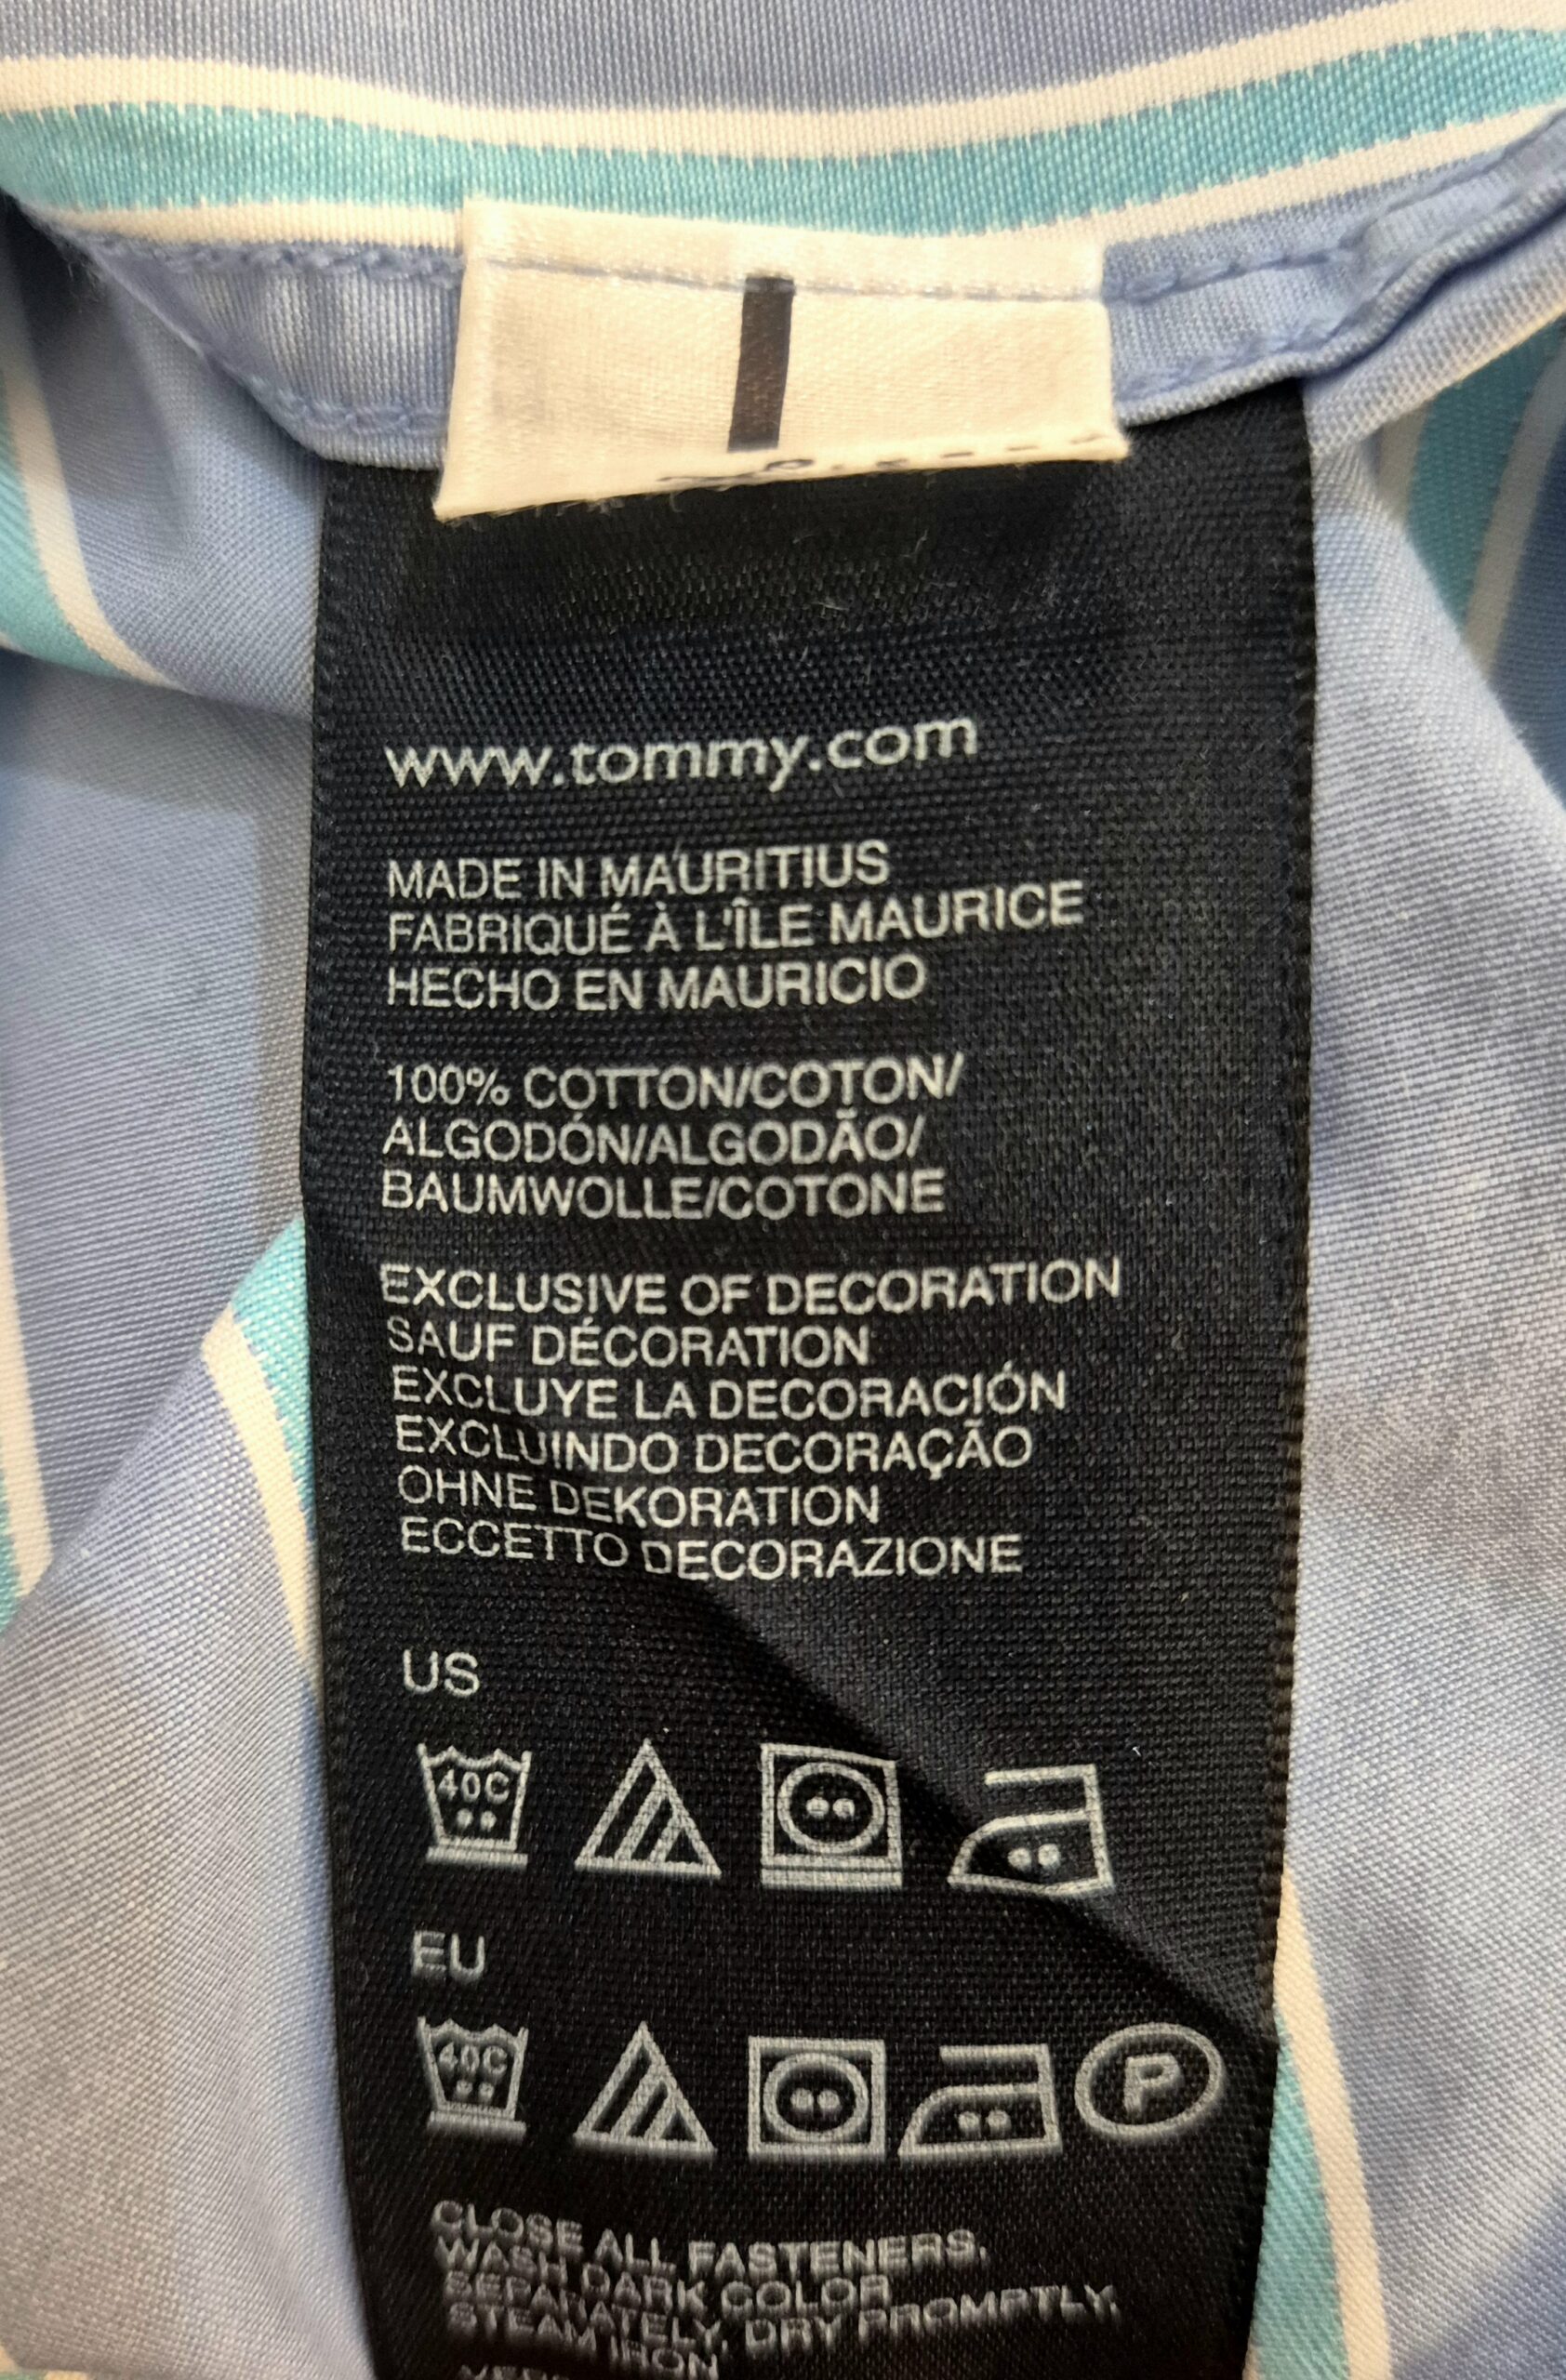 www.tommy.com
MADE IN MAURITIUS
FABRIQUÉ À L'ÎLE MAURICE
HECHO EN MAURICIO
100% COTTON/COTON/
ALGODÓN/ALGODÃO/
BAUMWOLLE/COTONE
EXCLUSIVE OF DECORATION
SAUF DÉCORATION
EXCLUYE LA DECORACIÓN
EXCLUINDO DECORAÇÃO
OHNE DEKORATION
ECCETTO DECORAZIONE
US
40C
EU
40C P
CLOSE ALL FASTENERS.
WASH DARK COLOR
SEPARATELY. DRY PROMPTLY.
STEAM IRON